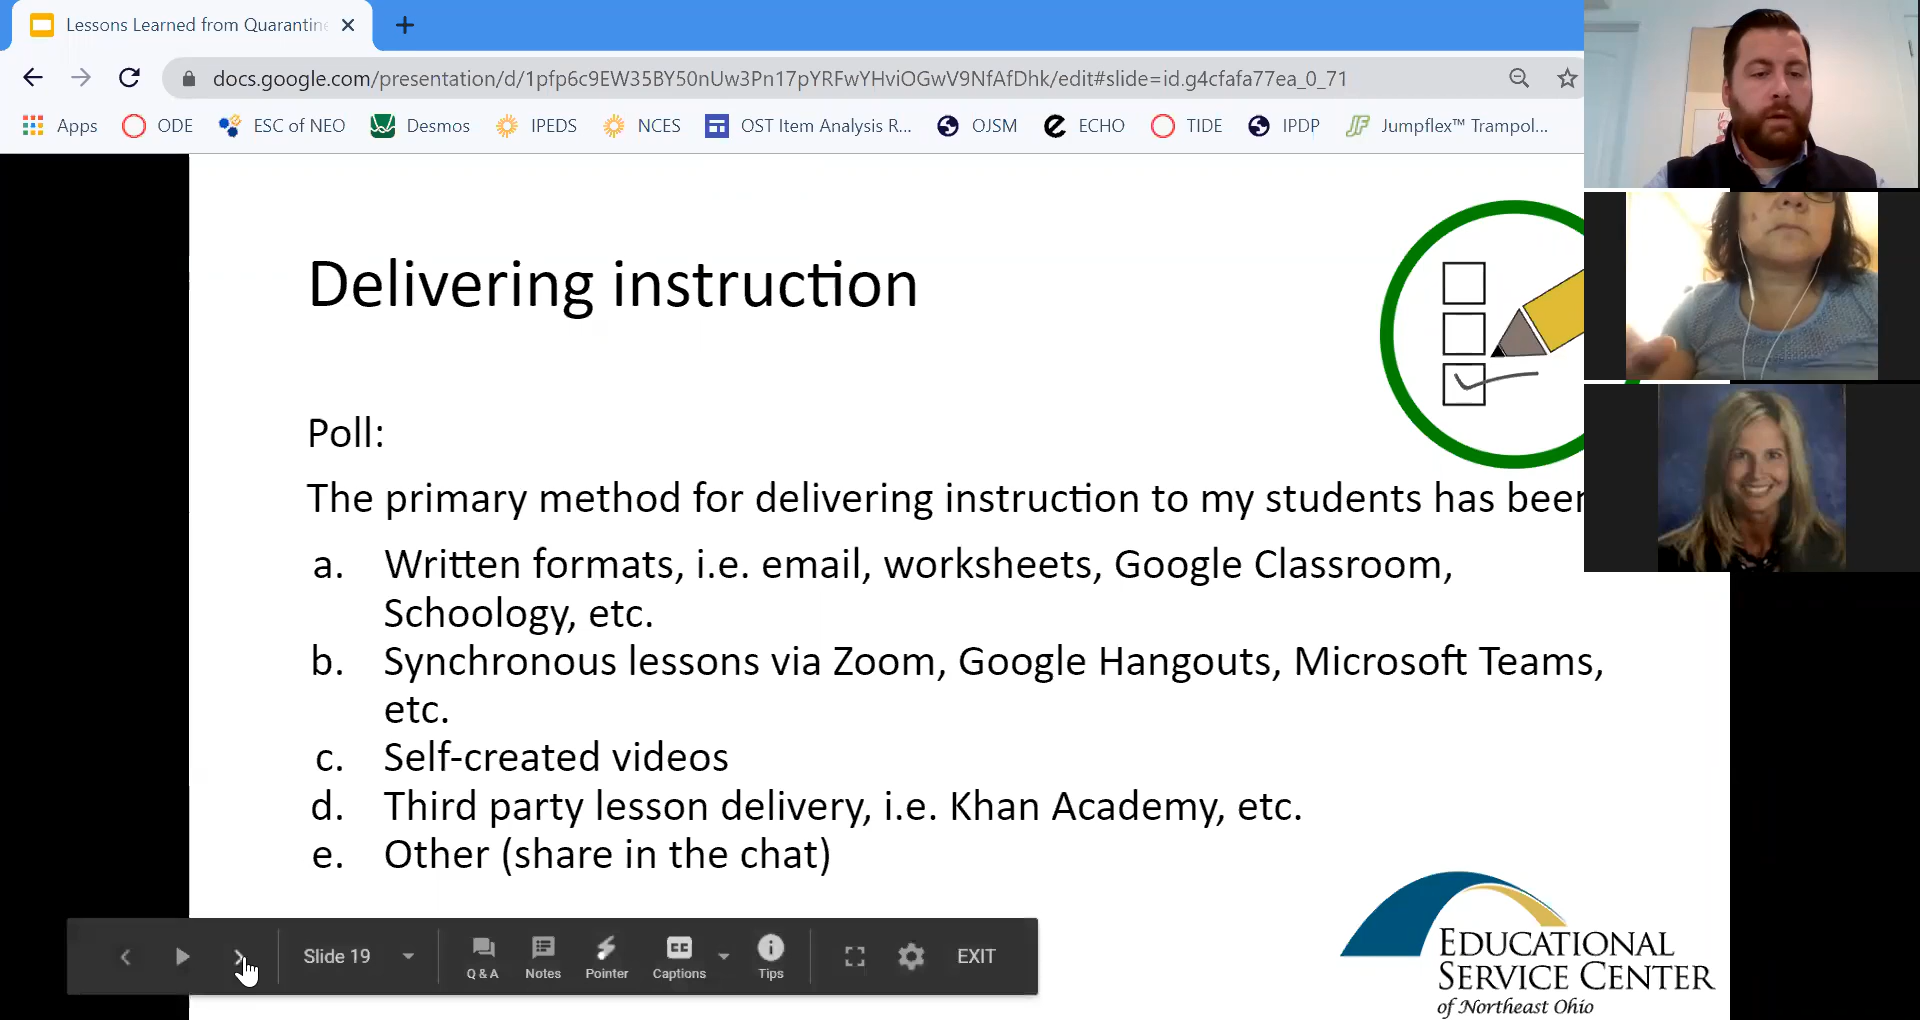 Lessons Learned from Quarantine
docs.google.com/presentation/d/1pfp6c9EW35BY50nUw3Pn17pYRFwYHviOGwV9NfAfDhk/edit#slide=id.g4cfafa77ea_0_71
Apps ODE ESC of NEO Desmos IPEDS NCES OST Item Analysis R... OJSM ECHO TIDE IPDP Jumpflex™ Trampol...
Delivering instruction
Poll:
The primary method for delivering instruction to my students has been
a. Written formats, i.e. email, worksheets, Google Classroom,
Schoology, etc.
b. Synchronous lessons via Zoom, Google Hangouts, Microsoft Teams,
etc.
c. Self-created videos
d. Third party lesson delivery, i.e. Khan Academy, etc.
e. Other (share in the chat)
Slide 19 Q & A Notes Pointer CC Captions Tips EXIT
EDUCATIONAL
SERVICE CENTER
of Northeast Ohio